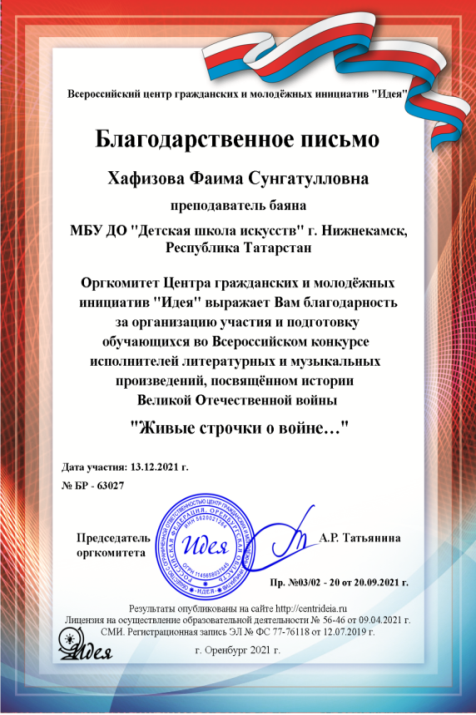 Всероссийский центр гражданских и молодёжных инициатив "Идея"
Благодарственное письмо
Хафизова Фаима Сунгатулловна
преподаватель баяна
МБУ ДО "Детская школа искусств" г. Нижнекамск,
Республика Татарстан
Оргкомитет Центра гражданских и молодёжных
инициатив "Идея" выражает Вам благодарность
за организацию участия и подготовку
обучающихся во Всероссийском конкурсе
исполнителей литературных и музыкальных
произведений, посвящённом истории
Великой Отечественной войны
"Живые строчки о войне…"
Дата участия: 13.12.2021 г.
№ БР - 63027
Председатель
оргкомитета
Идея
А.Р. Татьянина
Пр. №03/02 - 20 от 20.09.2021 г.
Результаты опубликованы на сайте http://centrideia.ru
Лицензия на осуществление образовательной деятельности № 56-46 от 09.04.2021 г.
СМИ. Регистрационная запись ЭЛ № ФС 77-76118 от 12.07.2019 г.
Идея
г. Оренбург 2021 г.